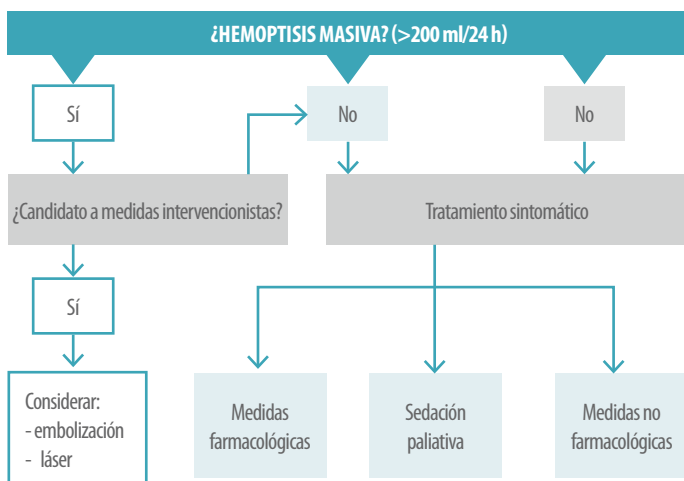 ¿HEMOPTISIS MASIVA? (>200 ml/24 h)
Sí
No
No
¿Candidato a medidas intervencionistas?
Tratamiento sintomático
Sí
Considerar:
- embolización
- láser
Medidas
farmacológicas
Sedación
paliativa
Medidas no
farmacológicas